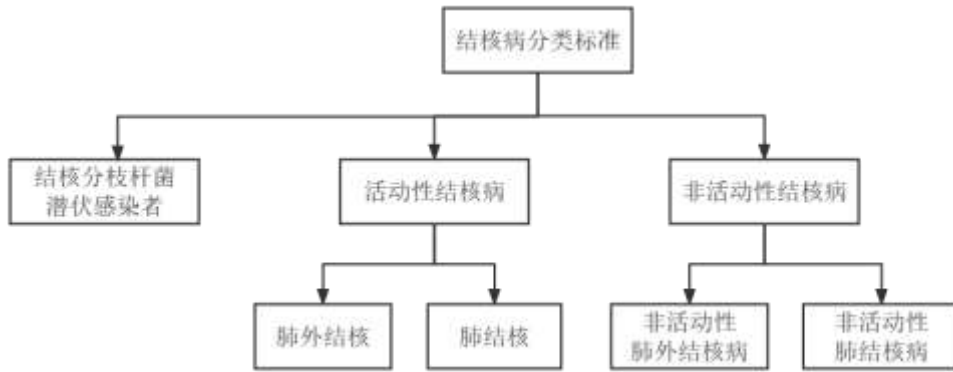 结核病分类标准
结核分枝杆菌
潜伏感染者
活动性结核病
非活动性结核病
肺外结核
肺结核
非活动性
肺外结核病
非活动性
肺结核病